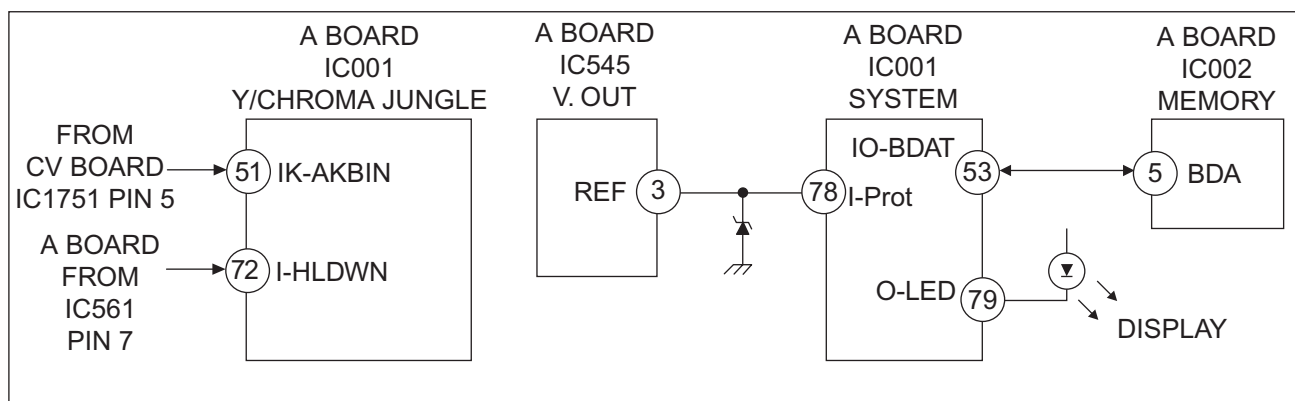 A BOARD
IC001
Y/CHROMA JUNGLE
FROM
CV BOARD
IC1751 PIN 5
51
IK-AKBIN
A BOARD
FROM
IC561
PIN 7
72
I-HLDWN
A BOARD
IC545
V. OUT
REF
3
A BOARD
IC001
SYSTEM
78
I-Prot
IO-BDAT
53
O-LED
79
DISPLAY
A BOARD
IC002
MEMORY
5
BDA